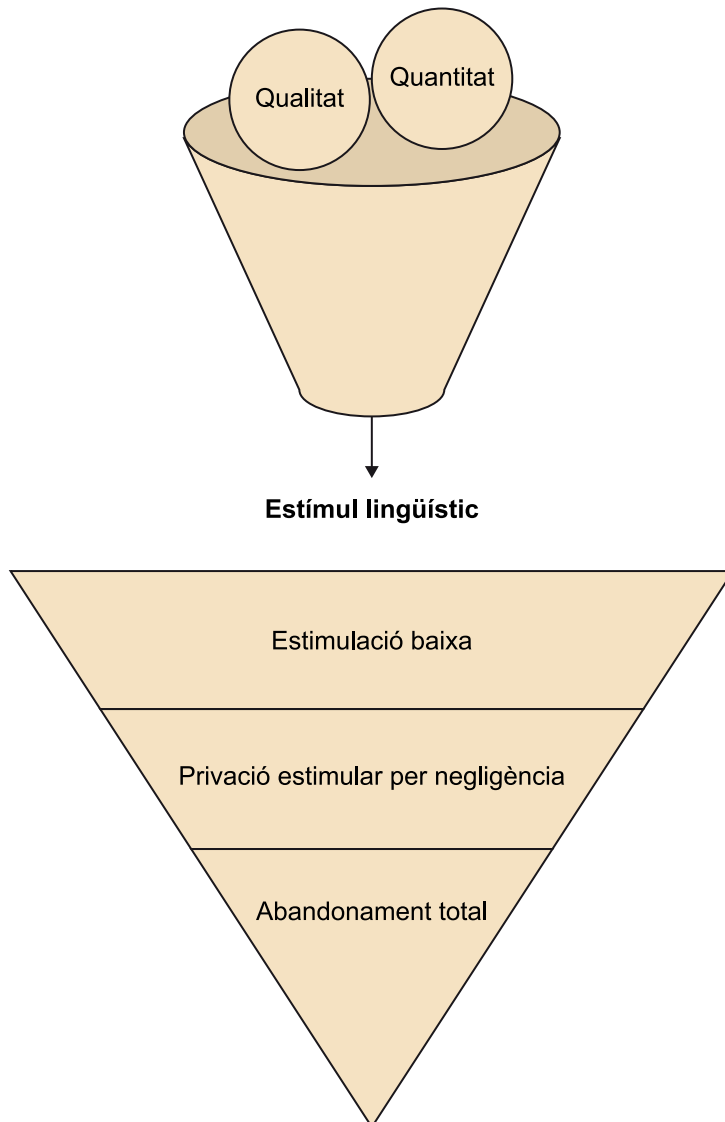 Qualitat
Quantitat
Estímul lingüístic
Estimulació baixa
Privació estimular per negligència
Abandonament total